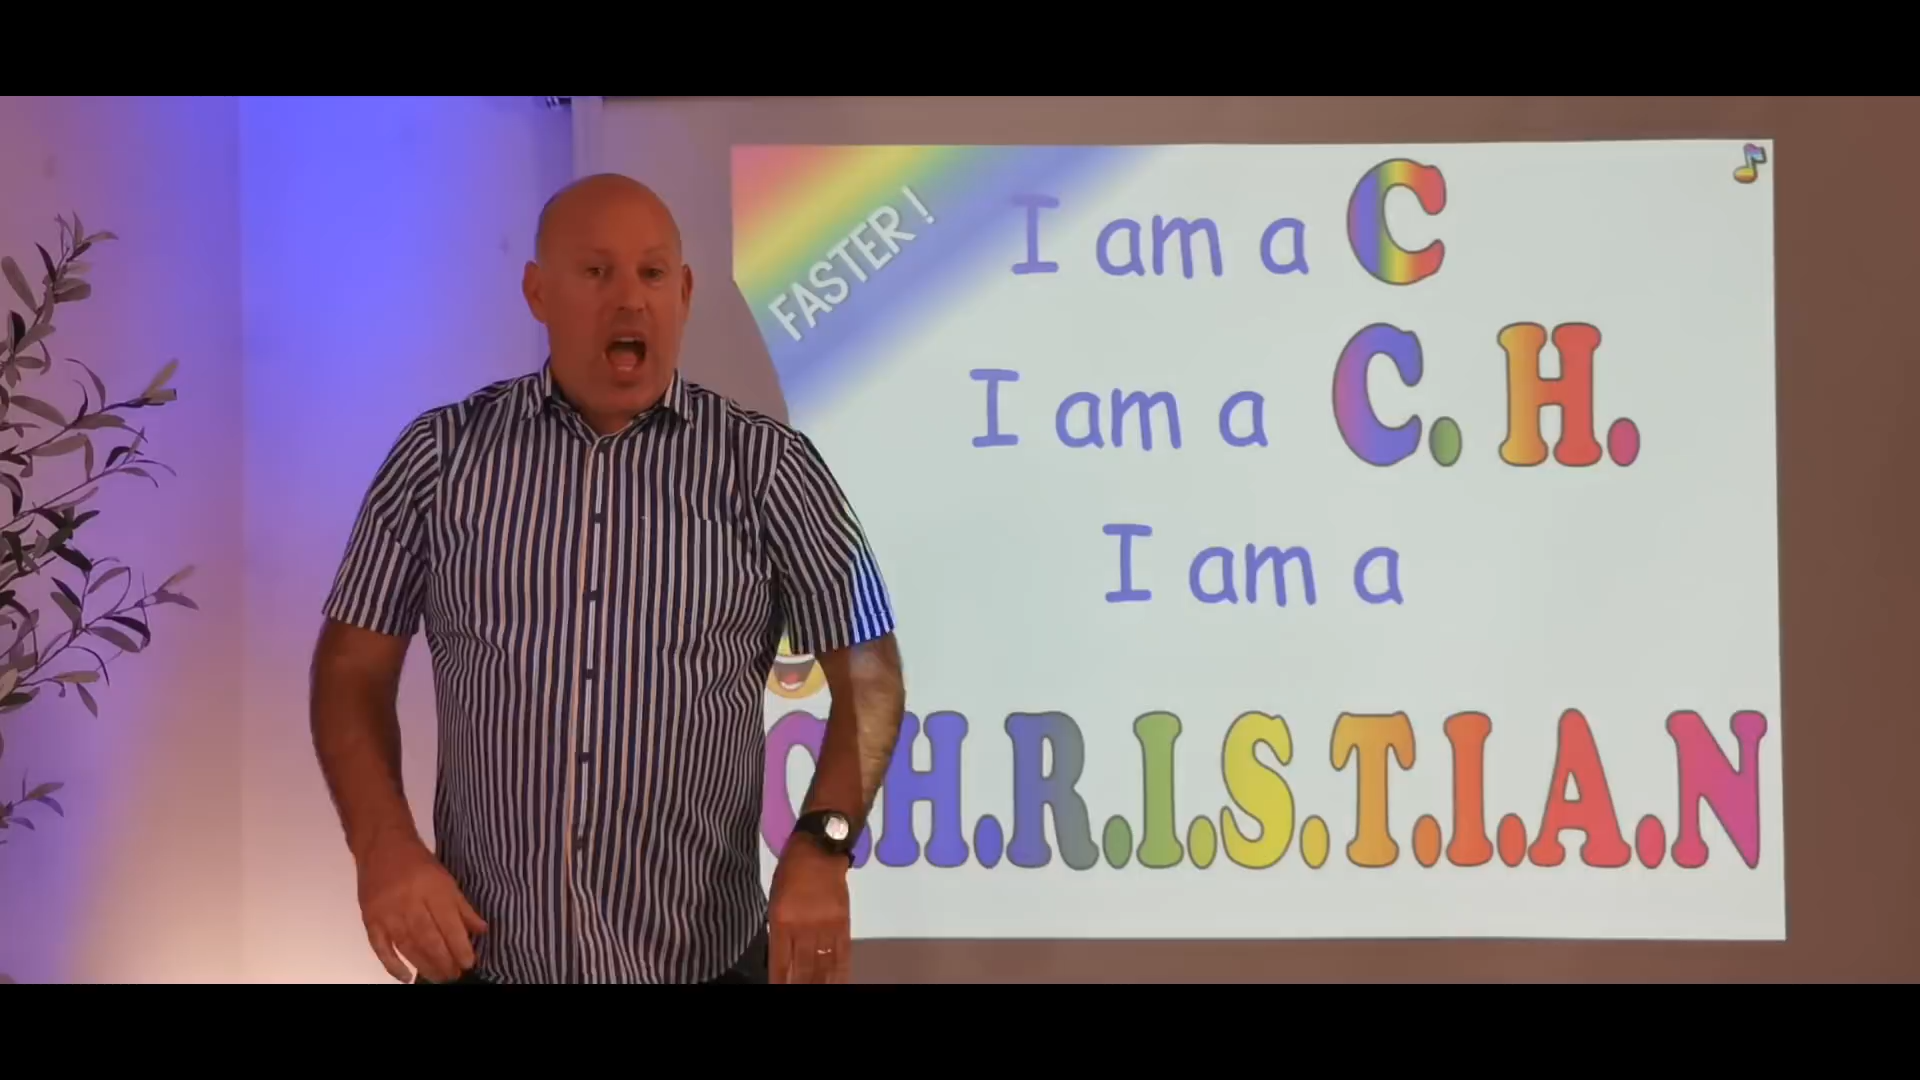 FASTER!
I am a C
I am a C. H.
I am a
C.H.R.I.S.T.I.A.N